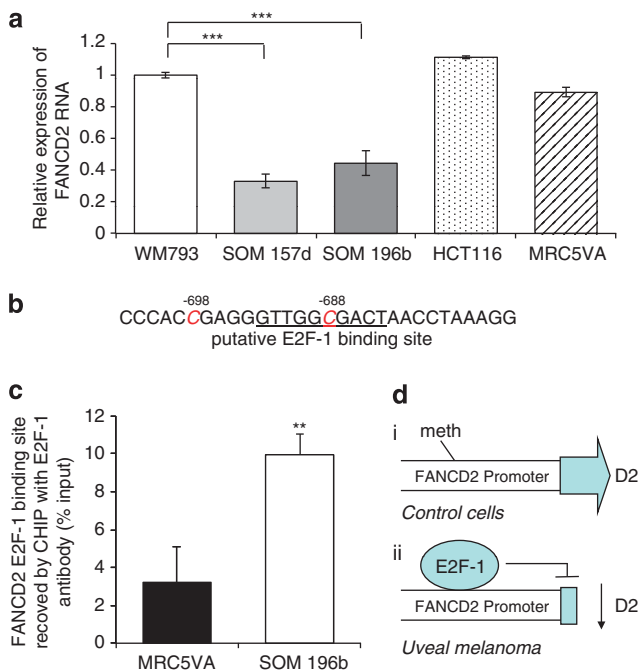 a
***
***
Relative expression of
FANCD2 RNA
1.2
1
0.8
0.6
0.4
0.2
0
WM793 SOM 157d SOM 196b HCT116 MRC5VA
b
-698 -688
CCCACCGAGGGTTGGCGACTAACCTAAAGG
putative E2F-1 binding site
c
FANCD2 E2F-1 binding site
recoved by CHIP with E2F-1
antibody (% input)
12
10
8
6
4
2
0
**
MRC5VA SOM 196b
d
i
meth
FANCD2 Promoter
D2
Control cells
ii
E2F-1
FANCD2 Promoter
D2
Uveal melanoma